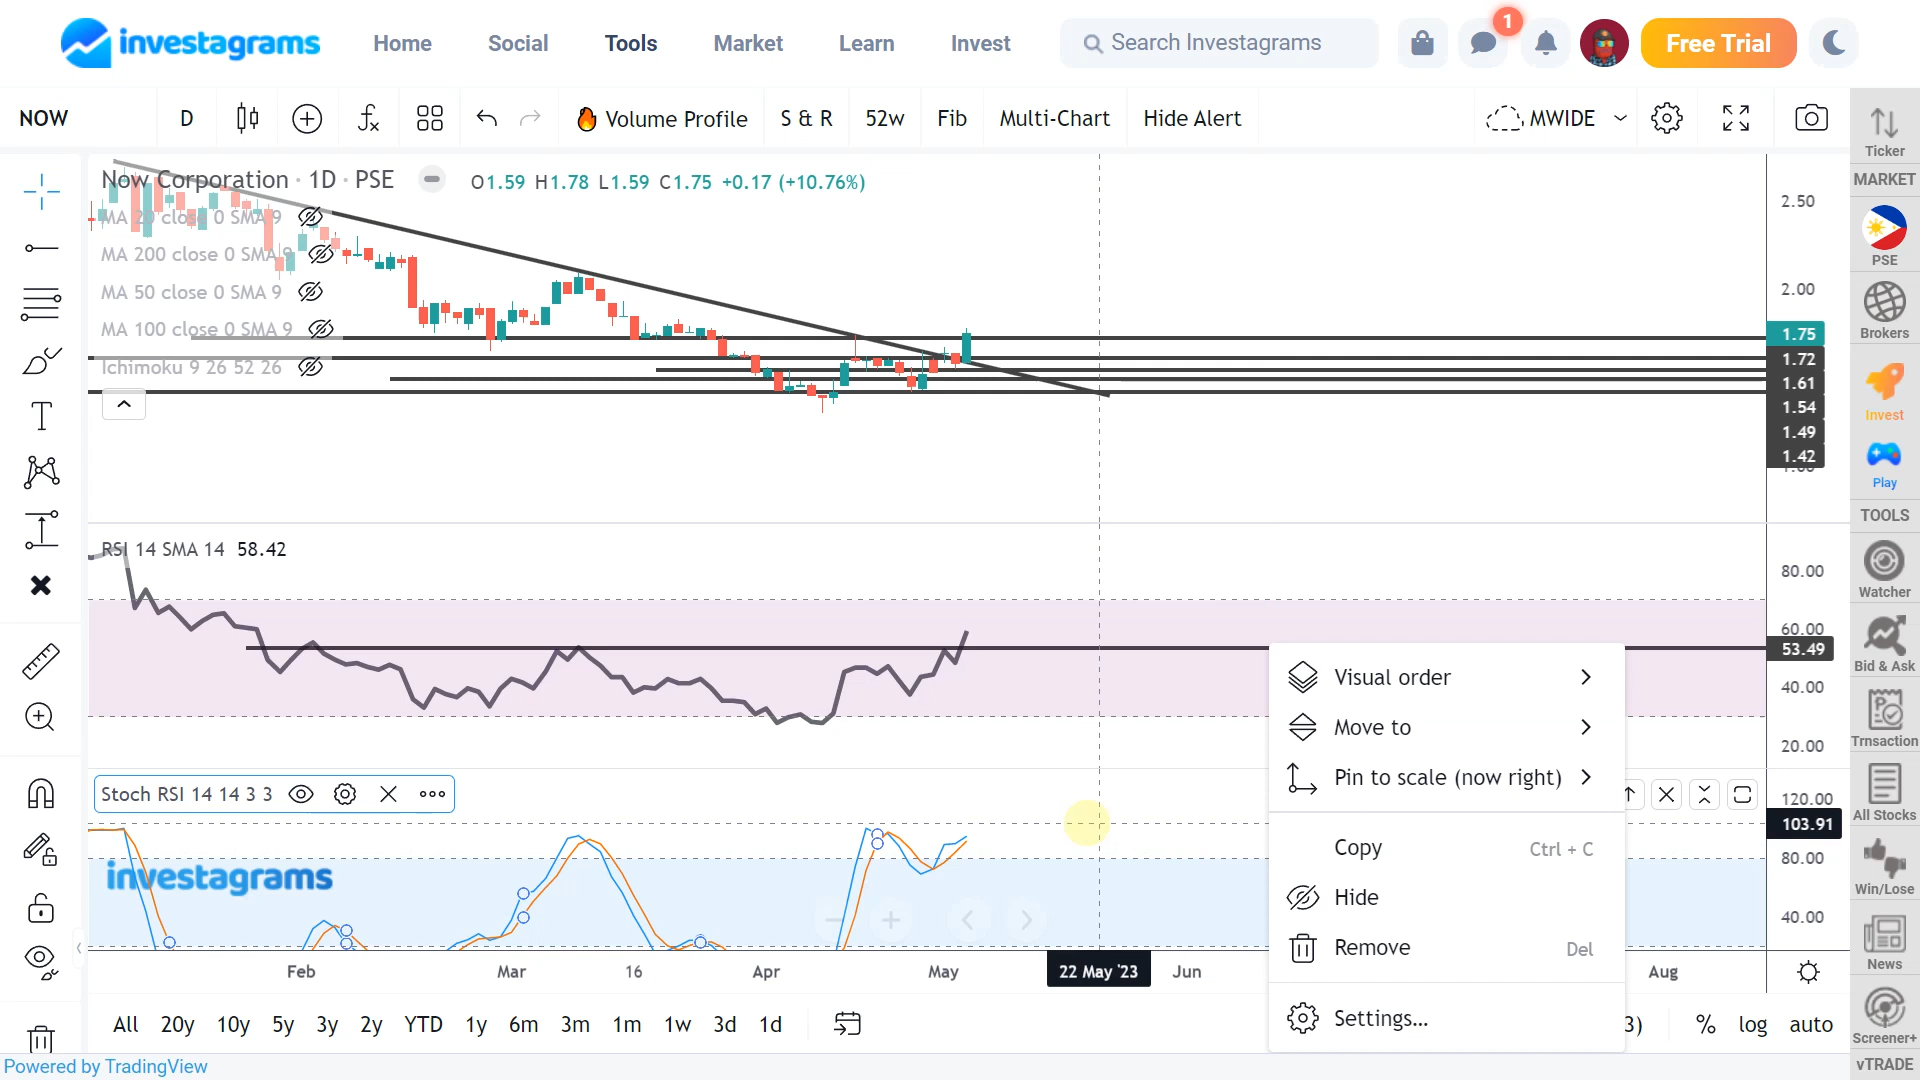 investagrams
Home Social Tools Market Learn Invest
Search Investagrams
1
Free Trial
NOW D Volume Profile S & R 52w Fib Multi-Chart Hide Alert MWIDE
Ticker
MARKET
PSE
Brokers
Invest
Play
TOOLS
Watcher
Bid & Ask
Trnsaction
All Stocks
Win/Lose
News
Screener+
vTRADE
Now Corporation · 1D · PSE O1.59 H1.78 L1.59 C1.75 +0.17 (+10.76%)
MA 20 close 0 SMA 9
MA 200 close 0 SMA 9
MA 50 close 0 SMA 9
MA 100 close 0 SMA 9
Ichimoku 9 26 52 26
2.50
2.00
1.75
1.72
1.61
1.54
1.49
1.42
RSI 14 SMA 14 58.42
80.00
60.00
53.49
40.00
20.00
Stoch RSI 14 14 3 3
120.00
103.91
80.00
40.00
investagrams
Visual order
Move to
Pin to scale (now right)
Copy Ctrl + C
Hide
Remove Del
Settings...
Feb Mar 16 Apr May 22 May '23 Jun Aug
All 20y 10y 5y 3y 2y YTD 1y 6m 3m 1m 1w 3d 1d 3) % log auto
Powered by TradingView